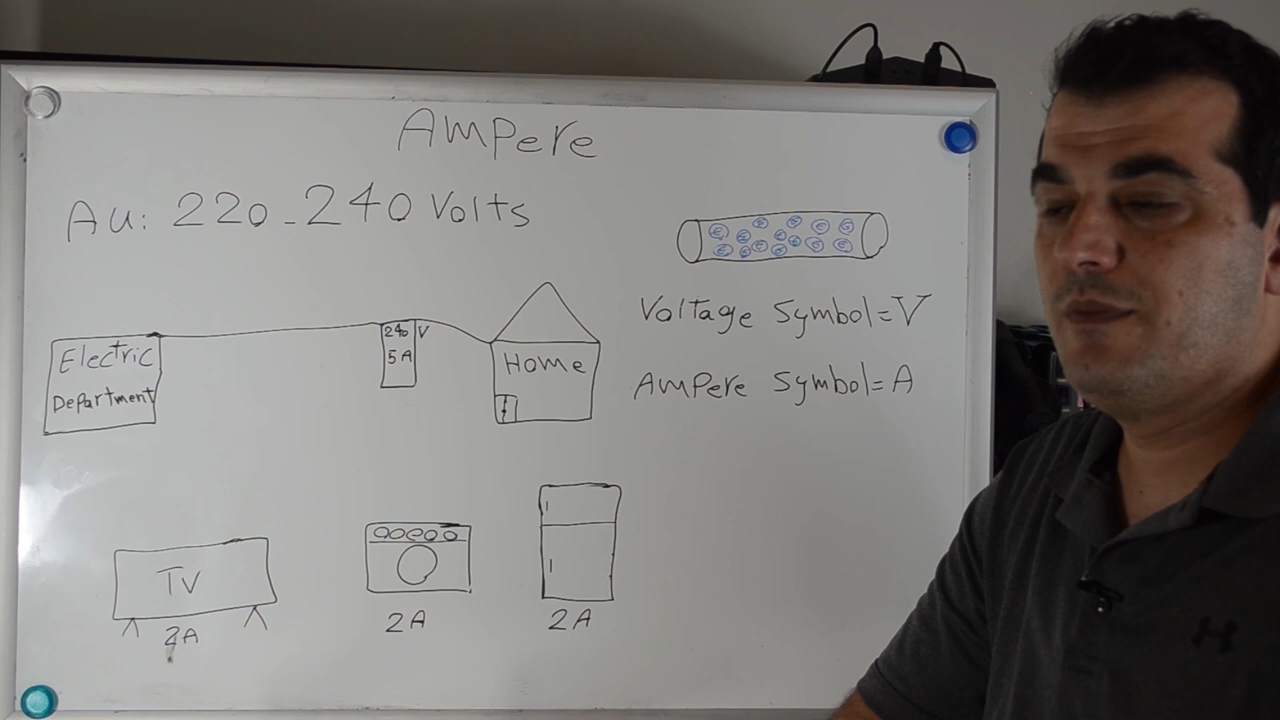 Ampere
Au: 220-240 Volts
Voltage Symbol=V
Ampere Symbol=A
Electric
Department
240 V
5A
Home
TV
2A
2A
2A